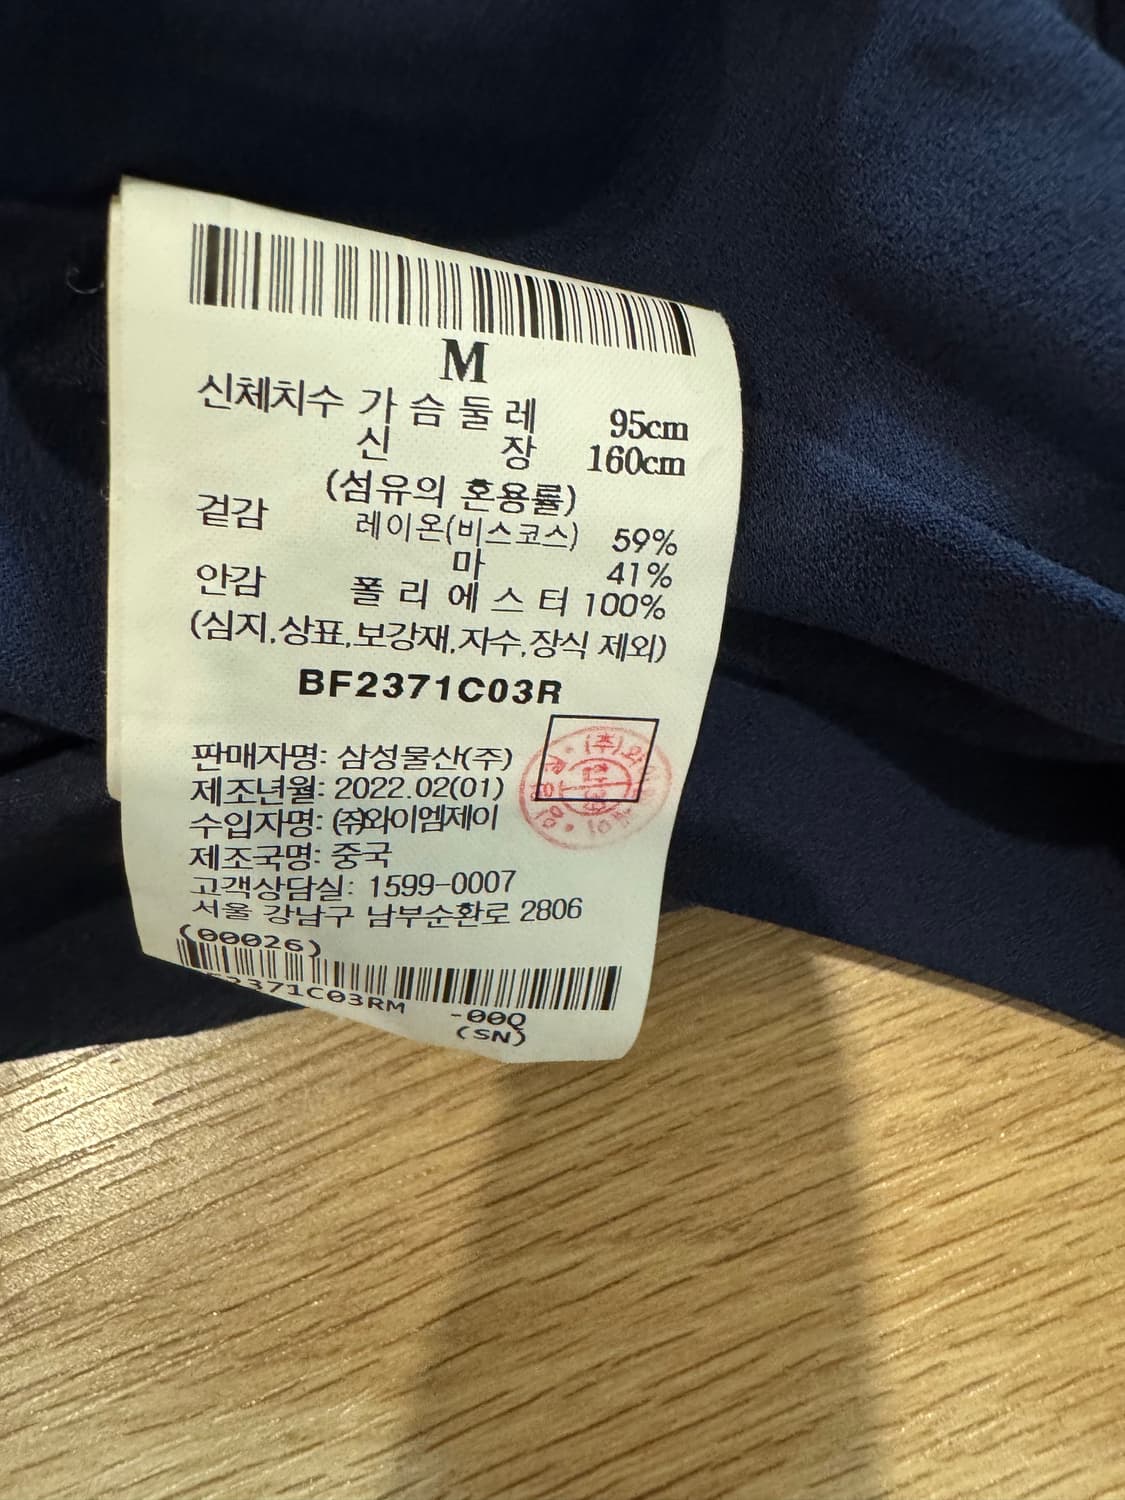 M
신체치수 가슴둘레 95cm
신장 160cm
(섬유의 혼용률)
겉감 레이온(비스코스) 59%
마 41%
안감 폴리에스터 100%
(심지,상표,보강재,자수,장식 제외)
BF2371C03R
판매자명: 삼성물산(주)
제조년월: 2022.02(01)
수입자명: ㈜와이엠제이
제조국명: 중국
고객상담실: 1599-0007
서울 강남구 남부순환로 2806
(00026)
2371C03RM -00Q
(SN)
(주)